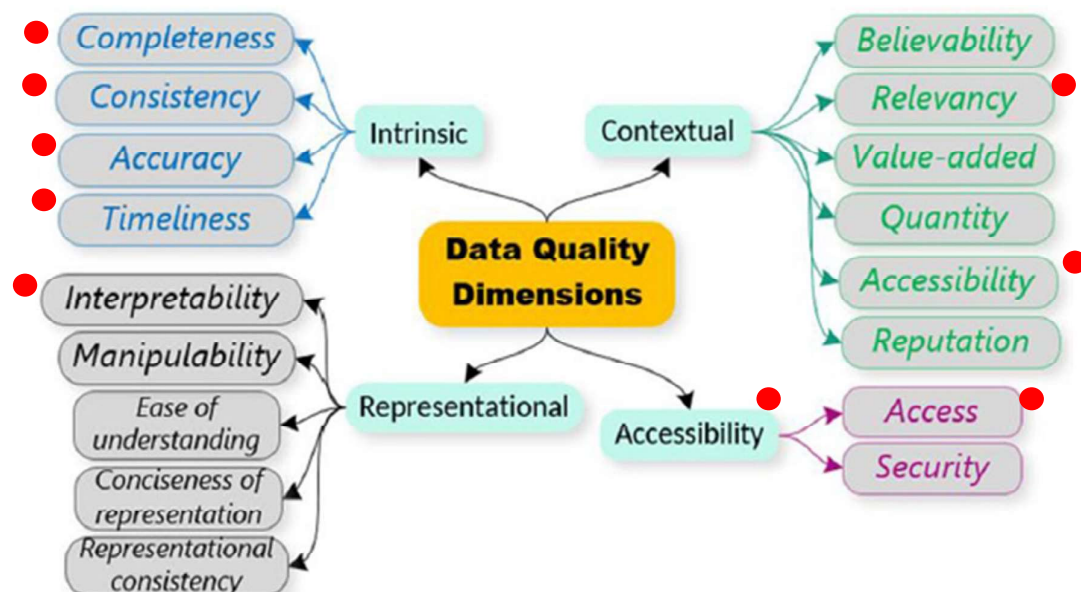 Completeness
Consistency
Accuracy
Timeliness
Intrinsic
Contextual
Believability
Relevancy
Value-added
Quantity
Accessibility
Reputation
Data Quality
Dimensions
Interpretability
Manipulability
Ease of
understanding
Conciseness of
representation
Representational
consistency
Representational
Accessibility
Access
Security